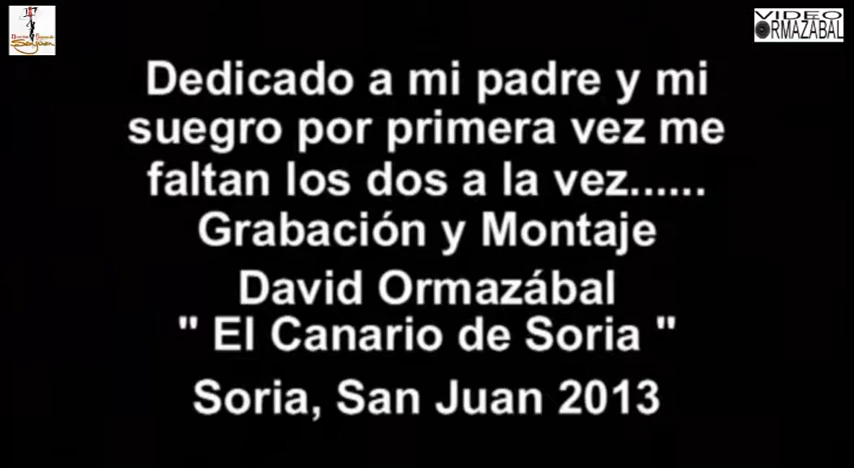 VIDEO
ORMAZABAL
Dedicado a mi padre y mi
suegro por primera vez me
faltan los dos a la vez......
Grabación y Montaje
David Ormazábal
" El Canario de Soria "
Soria, San Juan 2013